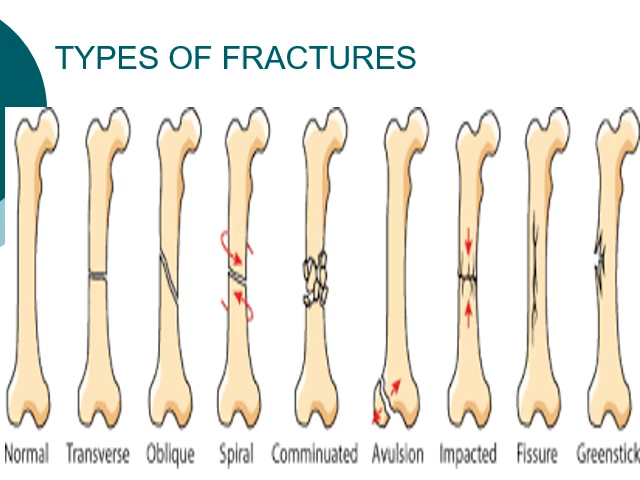 TYPES OF FRACTURES
Normal Transverse Oblique Spiral Comminuated Avulsion Impacted Fissure Greenstick